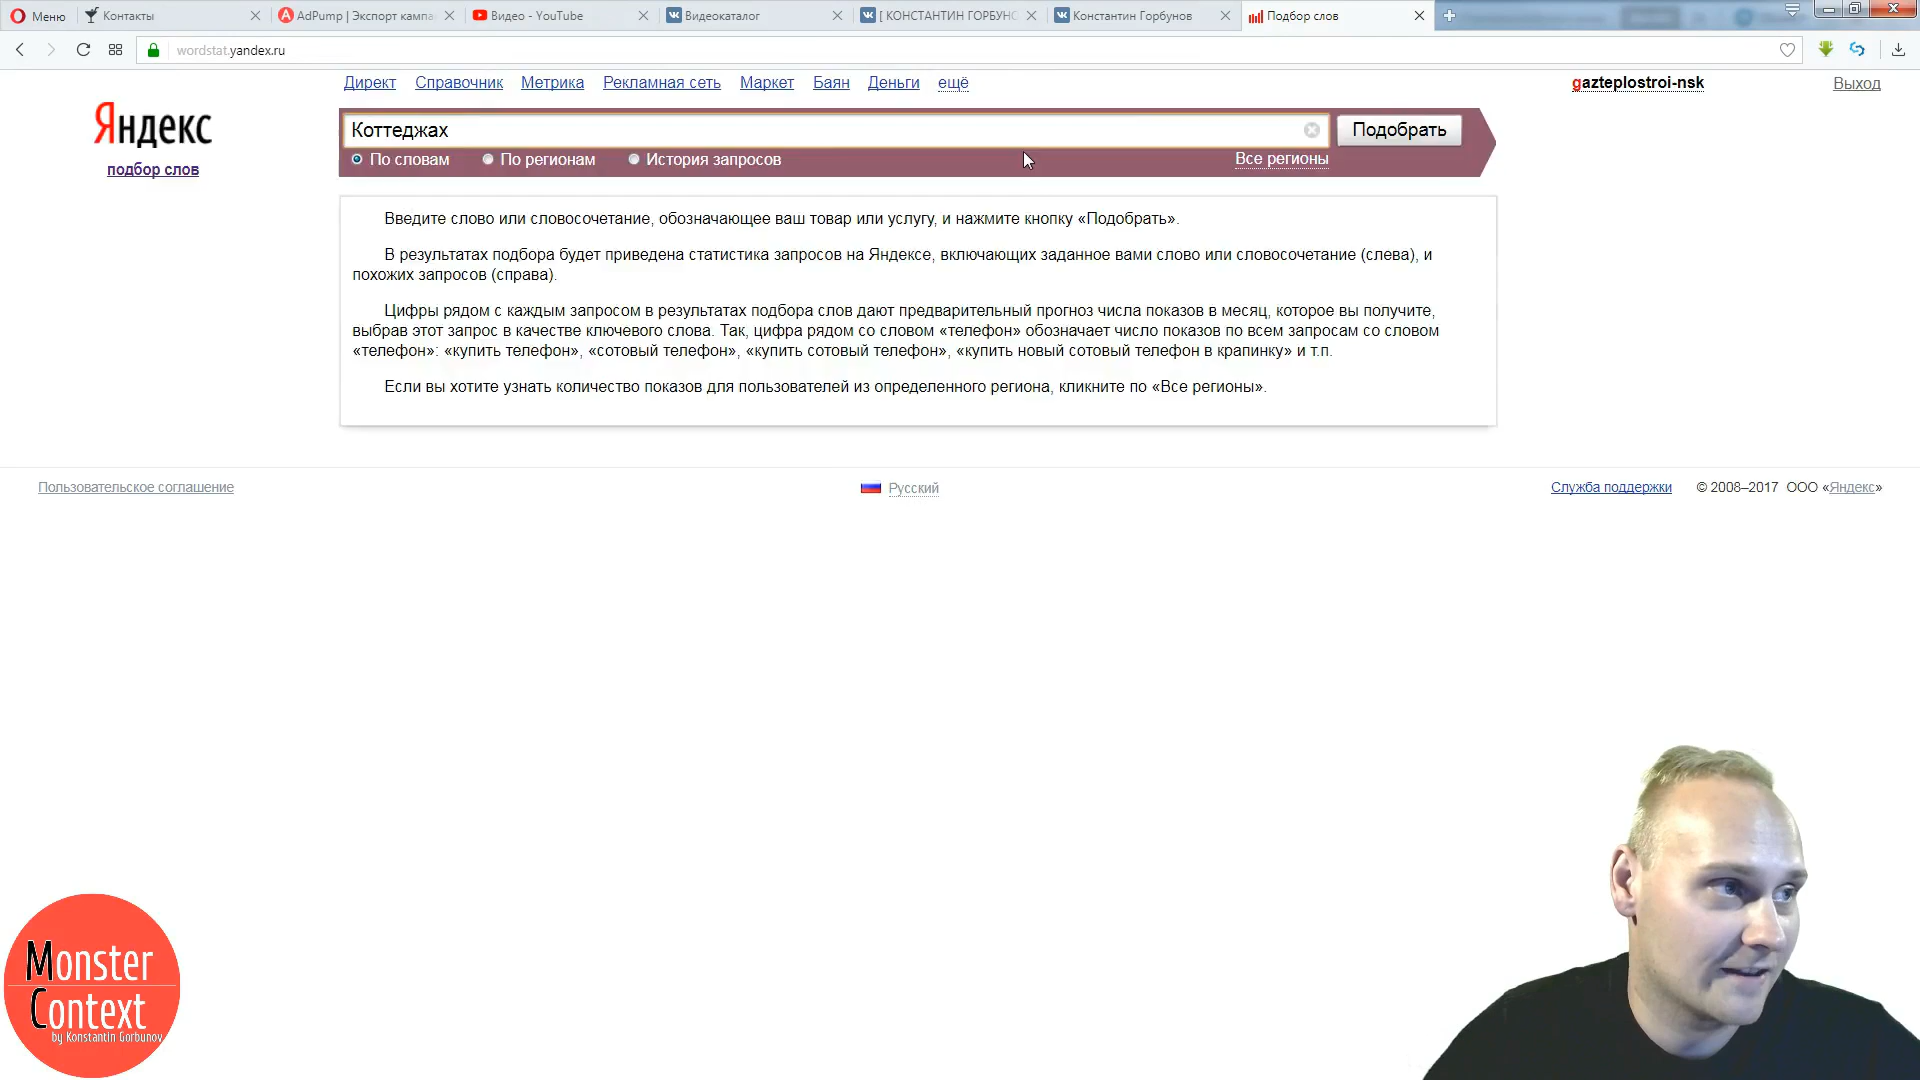 Меню
Контакты
AdPump | Экспорт кампа
Видео - YouTube
Видеокаталог
[ КОНСТАНТИН ГОРБУНО
Константин Горбунов
Подбор слов
wordstat.yandex.ru
Директ Справочник Метрика Рекламная сеть Маркет Баян Деньги ещё
gazteplostroi-nsk
Выход
Яндекс
подбор слов
Коттеджах
Подобрать
По словам По регионам История запросов
Все регионы
Введите слово или словосочетание, обозначающее ваш товар или услугу, и нажмите кнопку «Подобрать».
В результатах подбора будет приведена статистика запросов на Яндексе, включающих заданное вами слово или словосочетание (слева), и
похожих запросов (справа).
Цифры рядом с каждым запросом в результатах подбора слов дают предварительный прогноз числа показов в месяц, которое вы получите,
выбрав этот запрос в качестве ключевого слова. Так, цифра рядом со словом «телефон» обозначает число показов по всем запросам со словом
«телефон»: «купить телефон», «сотовый телефон», «купить сотовый телефон», «купить новый сотовый телефон в крапинку» и т.п.
Если вы хотите узнать количество показов для пользователей из определенного региона, кликните по «Все регионы».
Пользовательское соглашение
Русский
Служба поддержки
© 2008–2017 ООО «Яндекс»
Monster
Context
by Konstantin Gorbunov